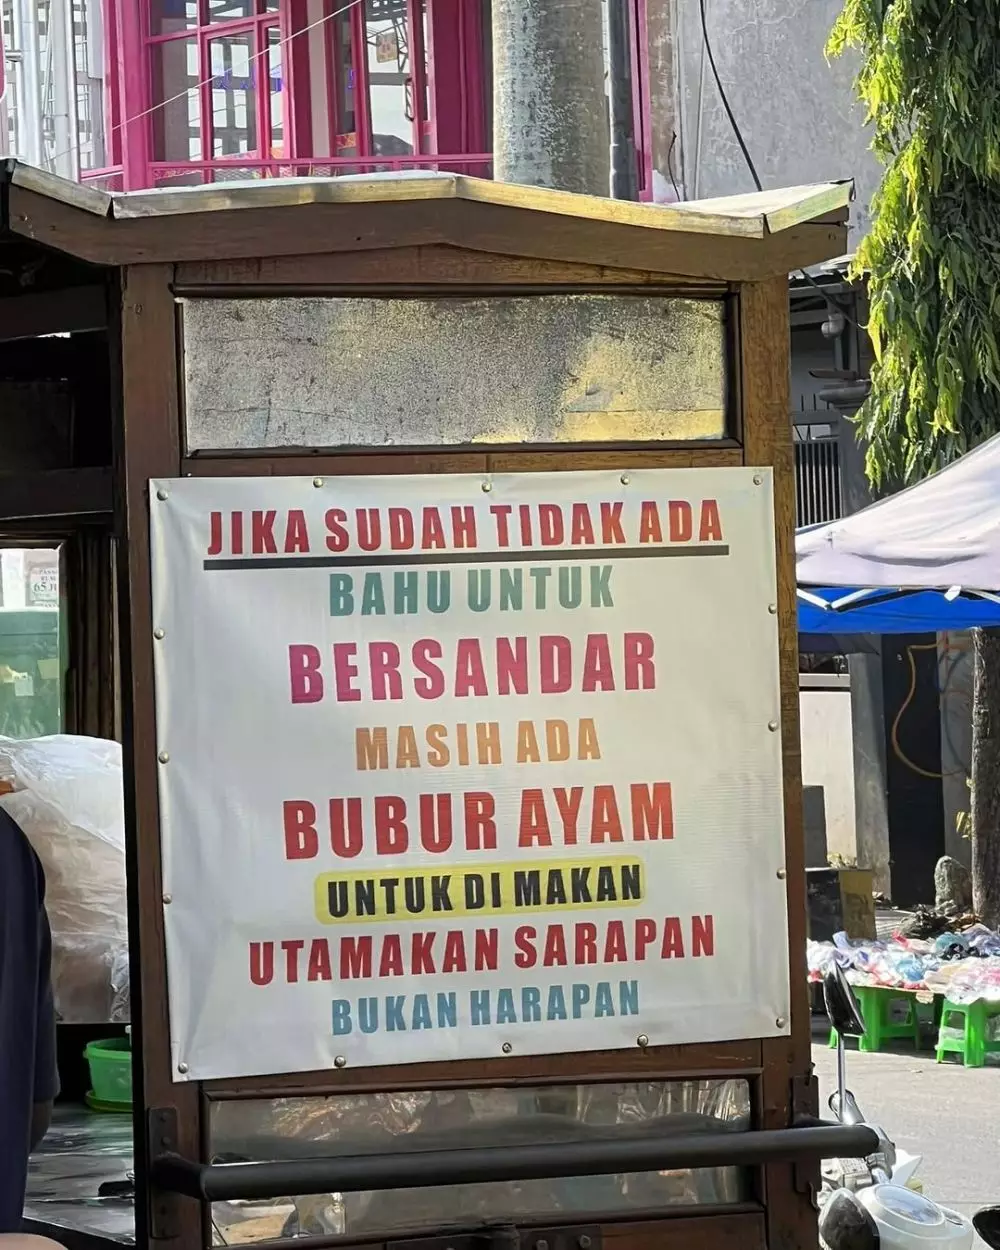 JIKA SUDAH TIDAK ADA
BAHU UNTUK
BERSANDAR
MASIH ADA
BUBUR AYAM
UNTUK DI MAKAN
UTAMAKAN SARAPAN
BUKAN HARAPAN